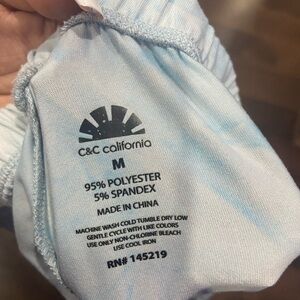 C&C california
M
95% POLYESTER
5% SPANDEX
MADE IN CHINA
MACHINE WASH COLD TUMBLE DRY LOW
GENTLE CYCLE WITH LIKE COLORS
USE ONLY NON-CHLORINE BLEACH
USE COOL IRON
RN# 145219